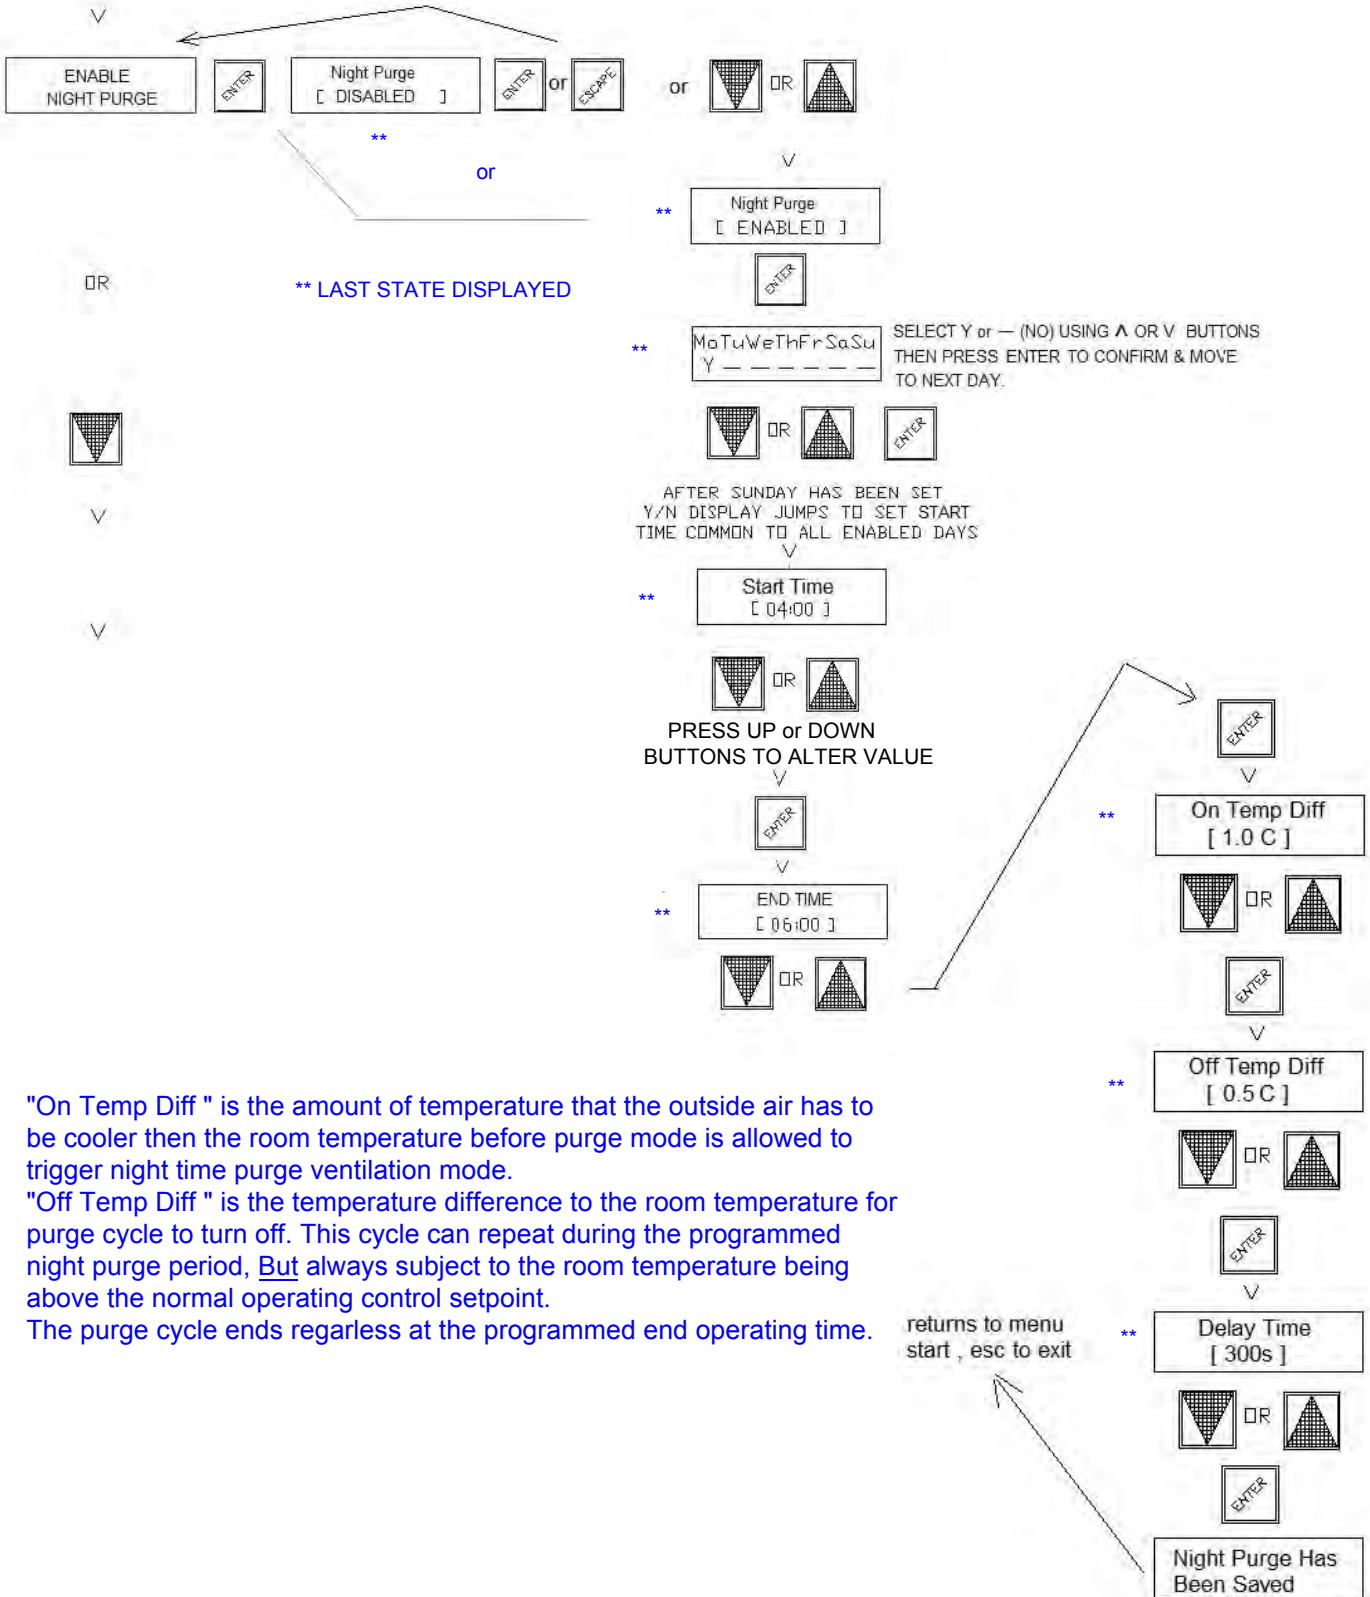 V
ENABLE
NIGHT PURGE
ENTER
Night Purge
[ DISABLED ]
ENTER
or
ESCAPE
or
OR
**
or
V
**
Night Purge
[ ENABLED ]
ENTER
OR
** LAST STATE DISPLAYED
**
MoTuWeThFrSaSu
Y — — — — — —
SELECT Y or — (NO) USING Λ OR V BUTTONS
THEN PRESS ENTER TO CONFIRM & MOVE
TO NEXT DAY.
OR
ENTER
AFTER SUNDAY HAS BEEN SET
Y/N DISPLAY JUMPS TO SET START
TIME COMMON TO ALL ENABLED DAYS
V
V
**
Start Time
[ 04:00 ]
V
OR
PRESS UP or DOWN
BUTTONS TO ALTER VALUE
V
ENTER
V
**
END TIME
[ 06:00 ]
OR
ENTER
V
**
On Temp Diff
[ 1.0 C ]
OR
ENTER
V
**
Off Temp Diff
[ 0.5 C ]
OR
ENTER
V
**
Delay Time
[ 300s ]
OR
ENTER
Night Purge Has
Been Saved
returns to menu
start , esc to exit
"On Temp Diff " is the amount of temperature that the outside air has to
be cooler then the room temperature before purge mode is allowed to
trigger night time purge ventilation mode.
"Off Temp Diff " is the temperature difference to the room temperature for
purge cycle to turn off. This cycle can repeat during the programmed
night purge period, But always subject to the room temperature being
above the normal operating control setpoint.
The purge cycle ends regarless at the programmed end operating time.